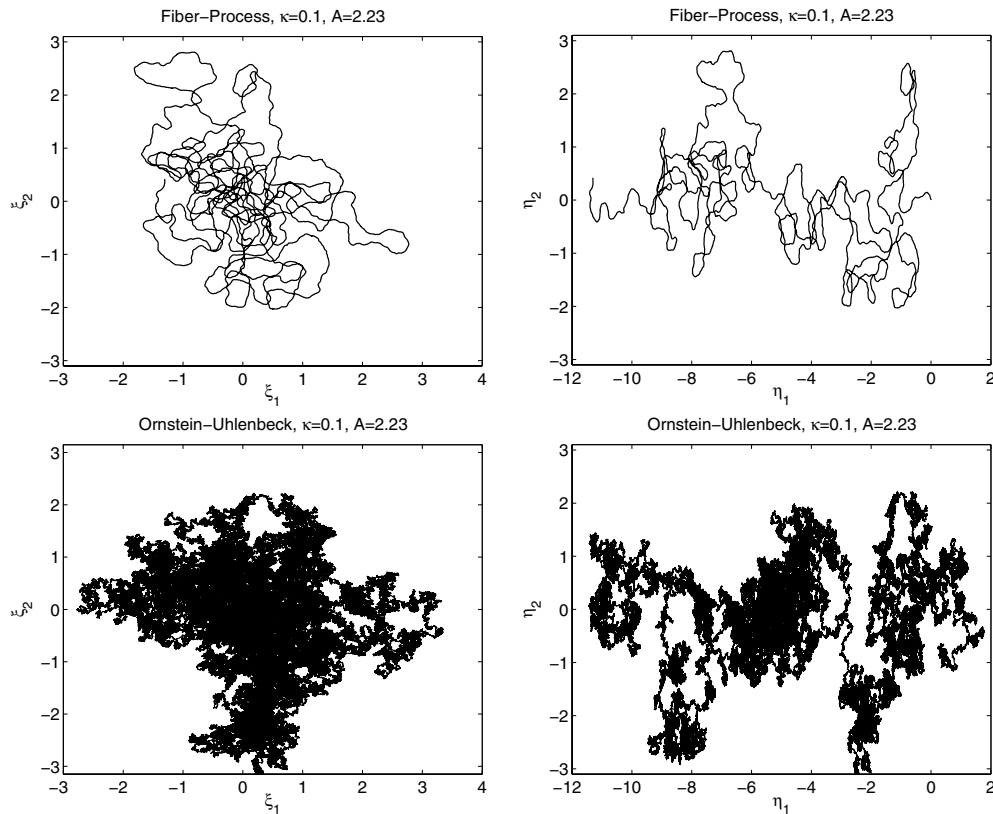 Fiber−Process, κ=0.1, A=2.23
3
2
1
0
−1
−2
−3
ξ2
−3 −2 −1 0 1 2 3 4
ξ1
Fiber−Process, κ=0.1, A=2.23
3
2
1
0
−1
−2
−3
η2
−12 −10 −8 −6 −4 −2 0 2
η1
Ornstein−Uhlenbeck, κ=0.1, A=2.23
3
2
1
0
−1
−2
−3
ξ2
−3 −2 −1 0 1 2 3 4
ξ1
Ornstein−Uhlenbeck, κ=0.1, A=2.23
3
2
1
0
−1
−2
−3
η2
−12 −10 −8 −6 −4 −2 0 2
η1